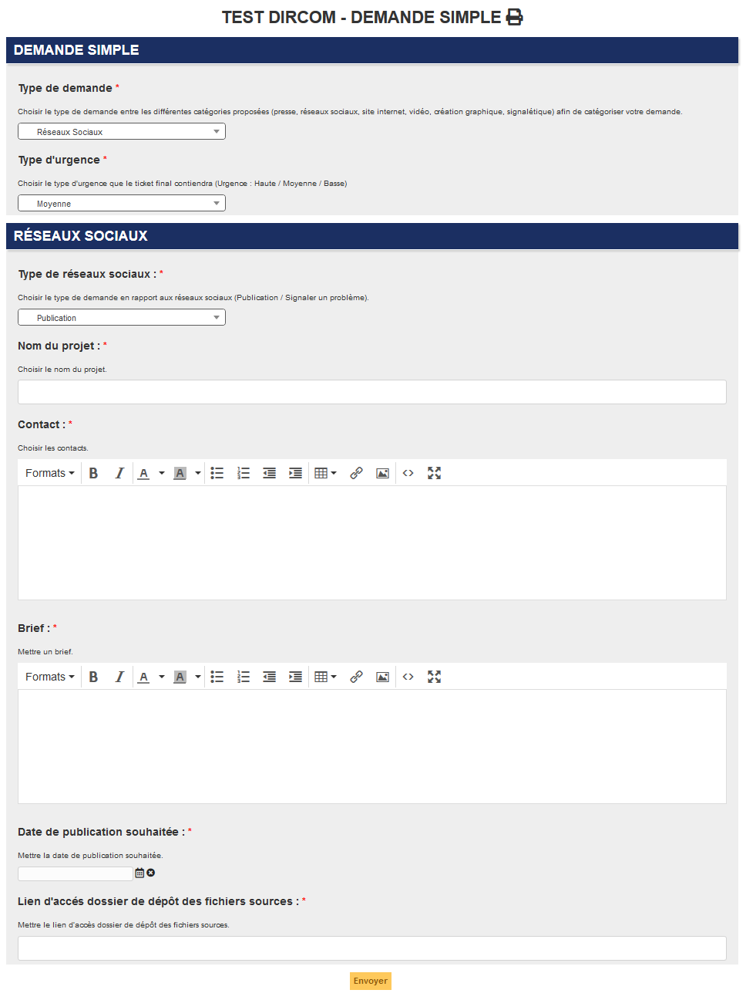 TEST DIRCOM - DEMANDE SIMPLE
DEMANDE SIMPLE
Type de demande *
Choisir le type de demande entre les différentes catégories proposées (presse, réseaux sociaux, site internet, vidéo, création graphique, signalétique) afin de catégoriser votre demande.
Réseaux Sociaux
Type d'urgence *
Choisir le type d'urgence que le ticket final contiendra (Urgence : Haute / Moyenne / Basse)
Moyenne
RÉSEAUX SOCIAUX
Type de réseaux sociaux : *
Choisir le type de demande en rapport aux réseaux sociaux (Publication / Signaler un problème).
Publication
Nom du projet : *
Choisir le nom du projet.
Contact : *
Choisir les contacts.
Formats B I A A
Brief : *
Mettre un brief.
Formats B I A A
Date de publication souhaitée : *
Mettre la date de publication souhaitée.
Lien d'accés dossier de dépôt des fichiers sources : *
Mettre le lien d'accès dossier de dépôt des fichiers sources.
Envoyer